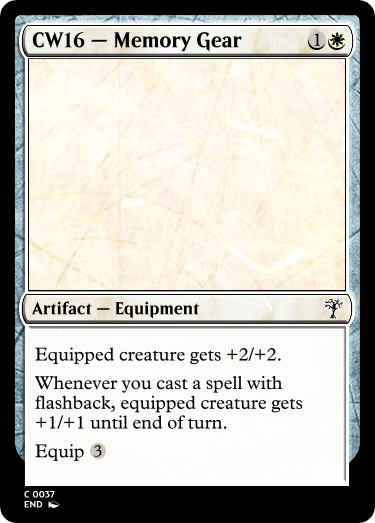 CW16 — Memory Gear 1
Artifact — Equipment
Equipped creature gets +2/+2.
Whenever you cast a spell with
flashback, equipped creature gets
+1/+1 until end of turn.
Equip 3
C 0037
END